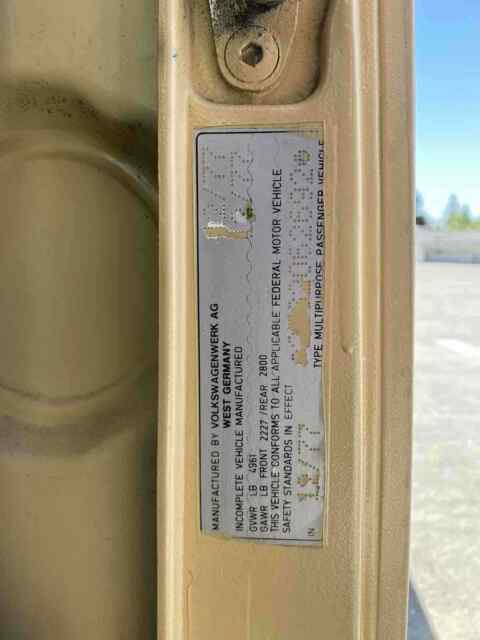 MANUFACTURED BY VOLKSWAGENWERK AG
WEST GERMANY
INCOMPLETE VEHICLE MANUFACTURED
GVWR LB 4961
GAWR LB FRONT 2227 /REAR 2800
THIS VEHICLE CONFORMS TO ALL APPLICABLE FEDERAL MOTOR VEHICLE
SAFETY STANDARDS IN EFFECT
IN
TYPE MULTIPURPOSE PASSENGER VEHICLE